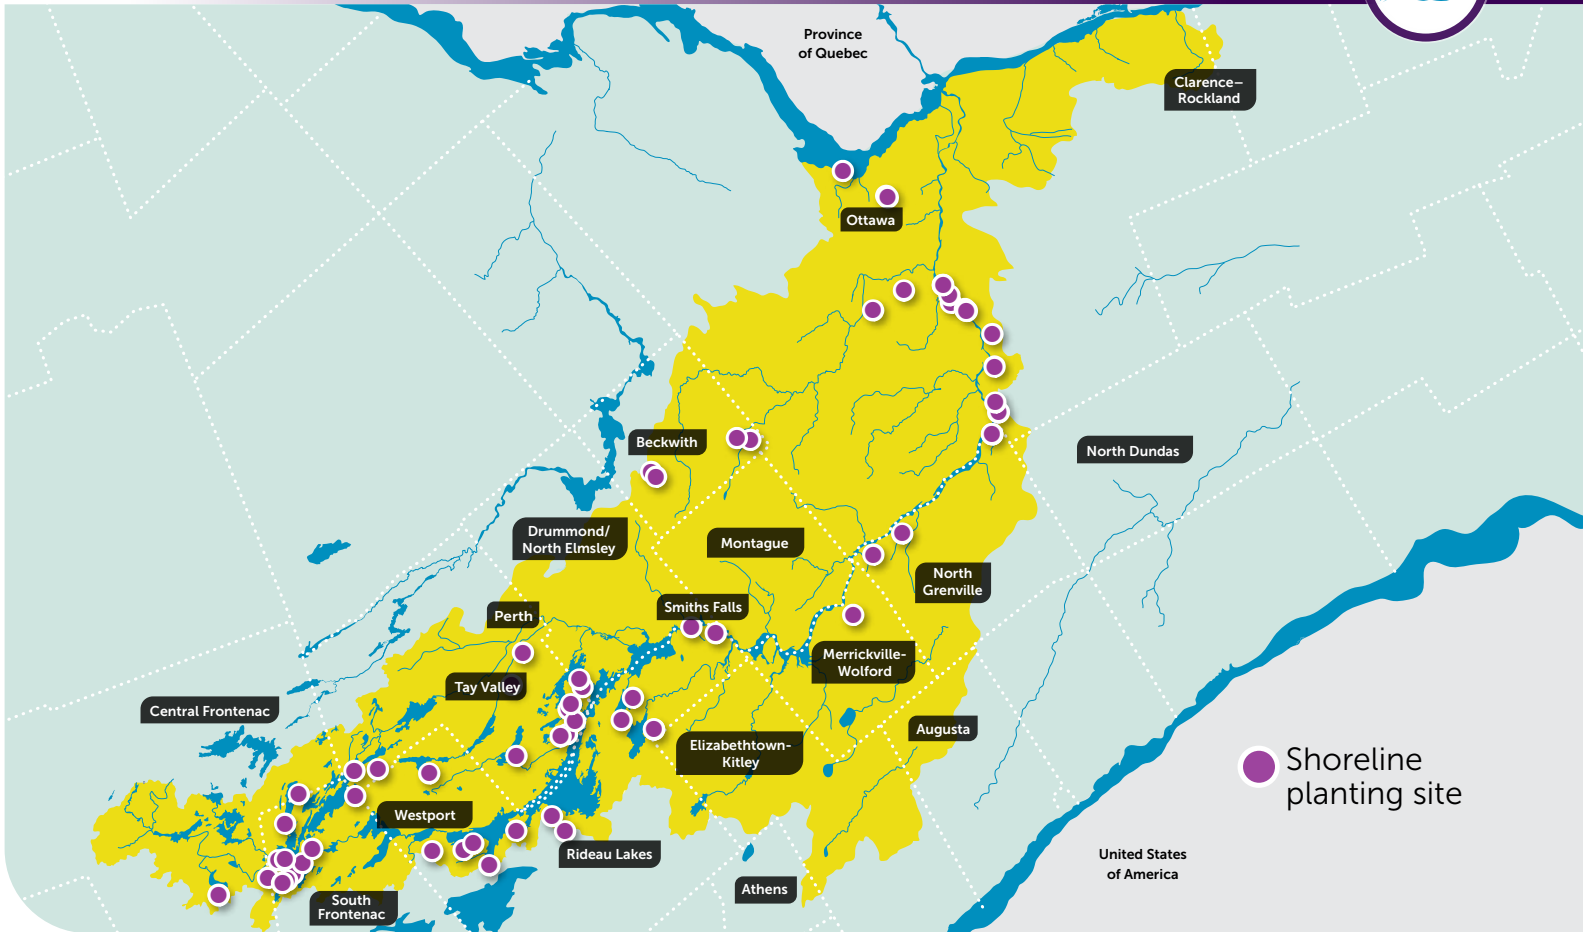 Province
of Quebec
Clarence–
Rockland
Ottawa
Beckwith
North Dundas
Drummond/
North Elmsley
Montague
North
Grenville
Smiths Falls
Perth
Merrickville-
Wolford
Tay Valley
Central Frontenac
Augusta
Elizabethtown-
Kitley
Shoreline
planting site
Westport
Rideau Lakes
United States
of America
Athens
South
Frontenac